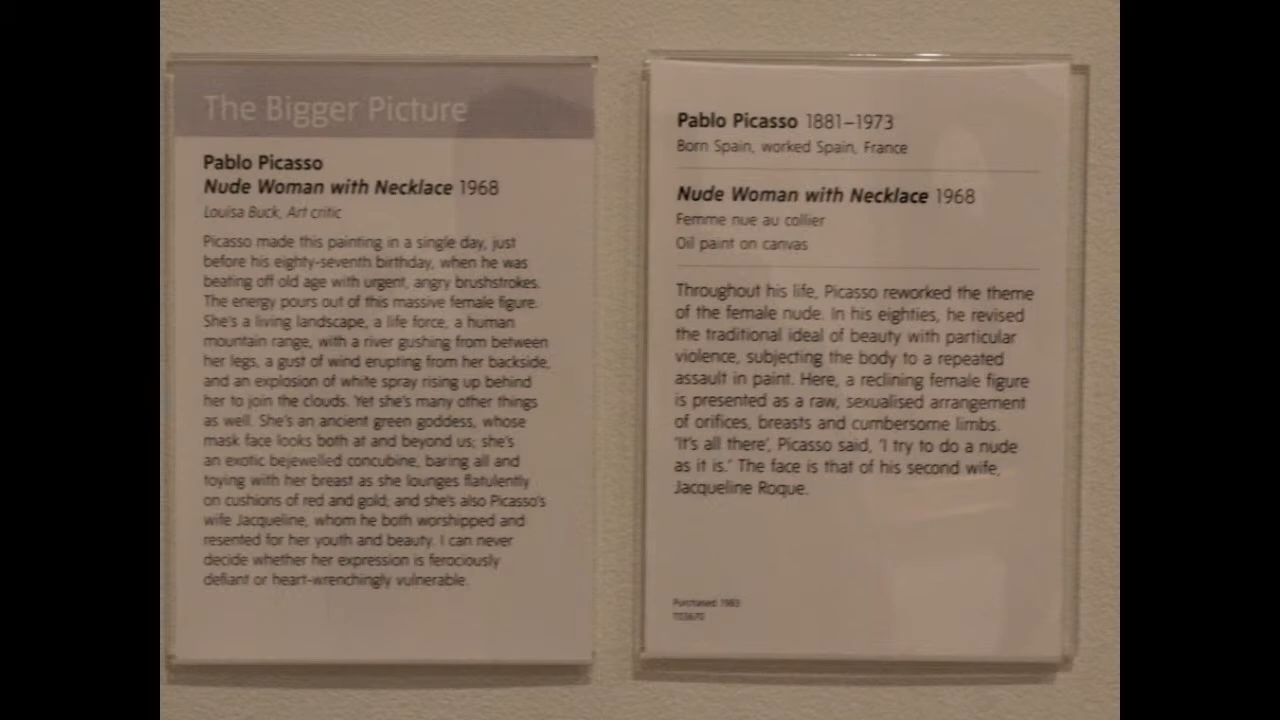 The Bigger Picture
Pablo Picasso
Nude Woman with Necklace 1968
Louisa Buck, Art critic
Picasso made this painting in a single day, just
before his eighty-seventh birthday, when he was
beating off old age with urgent, angry brushstrokes.
The energy pours out of this massive female figure.
She's a living landscape, a life force, a human
mountain range, with a river gushing from between
her legs, a gust of wind erupting from her backside,
and an explosion of white spray rising up behind
her to join the clouds. Yet she's many other things
as well. She's an ancient green goddess, whose
mask face looks both at and beyond us; she's
an exotic bejewelled concubine, baring all and
toying with her breast as she lounges flatulently
on cushions of red and gold; and she's also Picasso's
wife Jacqueline, whom he both worshipped and
resented for her youth and beauty. I can never
decide whether her expression is ferociously
defiant or heart-wrenchingly vulnerable.
Pablo Picasso 1881–1973
Born Spain, worked Spain, France
Nude Woman with Necklace 1968
Femme nue au collier
Oil paint on canvas
Throughout his life, Picasso reworked the theme
of the female nude. In his eighties, he revised
the traditional ideal of beauty with particular
violence, subjecting the body to a repeated
assault in paint. Here, a reclining female figure
is presented as a raw, sexualised arrangement
of orifices, breasts and cumbersome limbs.
'It's all there', Picasso said, 'I try to do a nude
as it is.' The face is that of his second wife,
Jacqueline Roque.
Purchased 1983
T03670